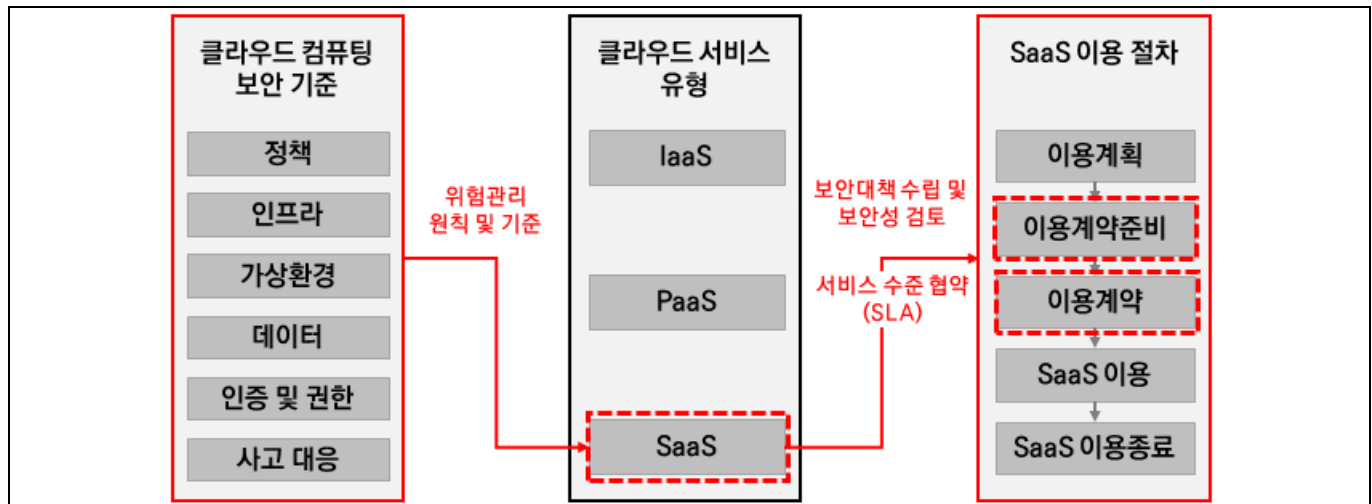 클라우드 컴퓨팅
보안 기준
정책
인프라
가상환경
데이터
인증 및 권한
사고 대응
위험관리
원칙 및 기준
클라우드 서비스
유형
IaaS
PaaS
SaaS
보안대책 수립 및
보안성 검토
서비스 수준 협약
(SLA)
SaaS 이용 절차
이용계획
이용계약준비
이용계약
SaaS 이용
SaaS 이용종료